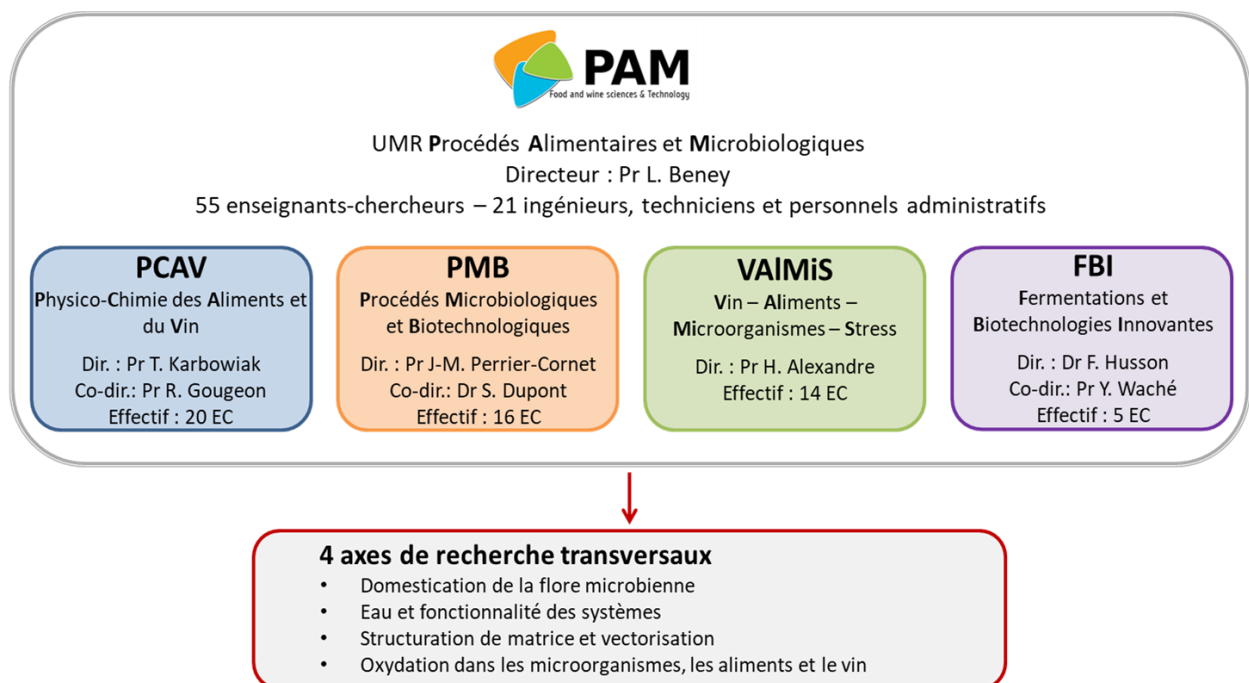 PAM
Food and wine sciences & Technology
UMR Procédés Alimentaires et Microbiologiques
Directeur : Pr L. Beney
55 enseignants-chercheurs – 21 ingénieurs, techniciens et personnels administratifs
PCAV
Physico-Chimie des Aliments et
du Vin
Dir. : Pr T. Karbowiak
Co-dir.: Pr R. Gougeon
Effectif : 20 EC
PMB
Procédés Microbiologiques
et Biotechnologiques
Dir. : Pr J-M. Perrier-Cornet
Co-dir.: Dr S. Dupont
Effectif : 16 EC
VAlMiS
Vin – Aliments –
Microorganismes – Stress
Dir. : Pr H. Alexandre
Effectif : 14 EC
FBI
Fermentations et
Biotechnologies Innovantes
Dir. : Dr F. Husson
Co-dir.: Pr Y. Waché
Effectif : 5 EC
4 axes de recherche transversaux
• Domestication de la flore microbienne
• Eau et fonctionnalité des systèmes
• Structuration de matrice et vectorisation
• Oxydation dans les microorganismes, les aliments et le vin